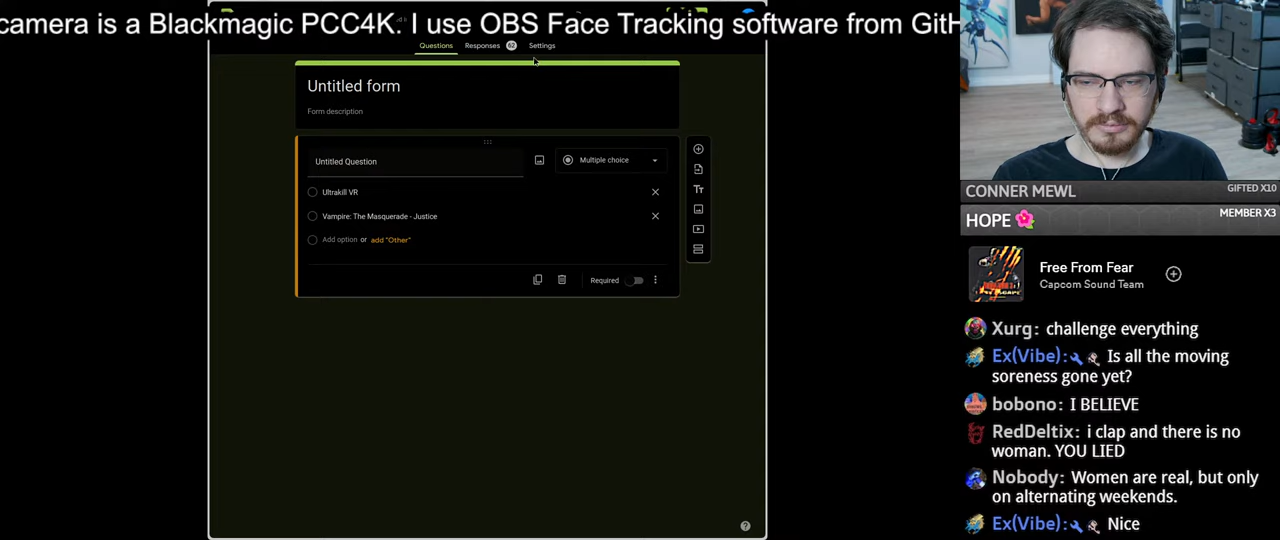 camera is a Blackmagic PCC4K. I use OBS Face Tracking software from GitH
Questions Responses 62 Settings
Untitled form
Form description
Untitled Question
Multiple choice
Ultrakill VR
Vampire: The Masquerade - Justice
Add option or add "Other"
Required
CONNER MEWL GIFTED X10
HOPE MEMBER X3
Free From Fear
Capcom Sound Team
Xurg: challenge everything
Ex(Vibe): Is all the moving
soreness gone yet?
bobono: I BELIEVE
RedDeltix: i clap and there is no
woman. YOU LIED
Nobody: Women are real, but only
on alternating weekends.
Ex(Vibe): Nice